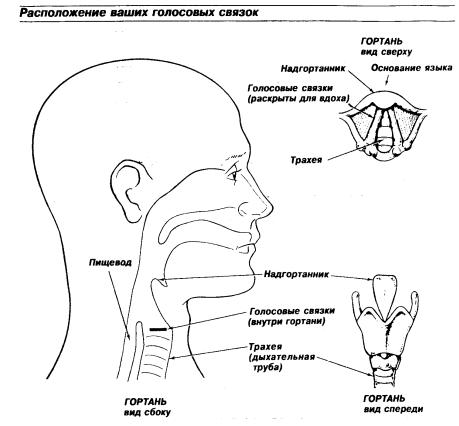 Расположение ваших голосовых связок
ГОРТАНЬ
вид сверху
Надгортанник
Основание языка
Голосовые связки
(раскрыты для вдоха)
Трахея
Пищевод
Надгортанник
Голосовые связки
(внутри гортани)
Трахея
(дыхательная
труба)
ГОРТАНЬ
вид сбоку
ГОРТАНЬ
вид спереди